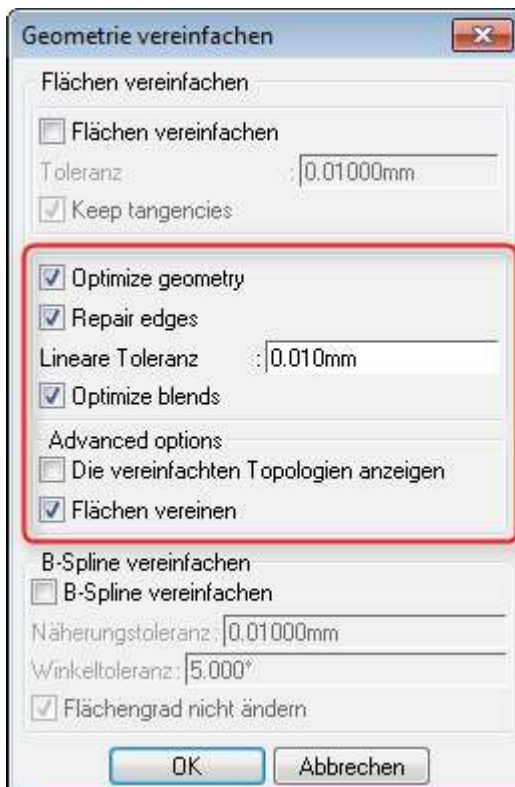 Geometrie vereinfachen
Flächen vereinfachen
Flächen vereinfachen
Toleranz : 0.01000mm
Keep tangencies
Optimize geometry
Repair edges
Lineare Toleranz : 0.010mm
Optimize blends
Advanced options
Die vereinfachten Topologien anzeigen
Flächen vereinen
B-Spline vereinfachen
B-Spline vereinfachen
Näherungstoleranz: 0.01000mm
Winkeltoleranz: 5.000°
Flächengrad nicht ändern
OK Abbrechen